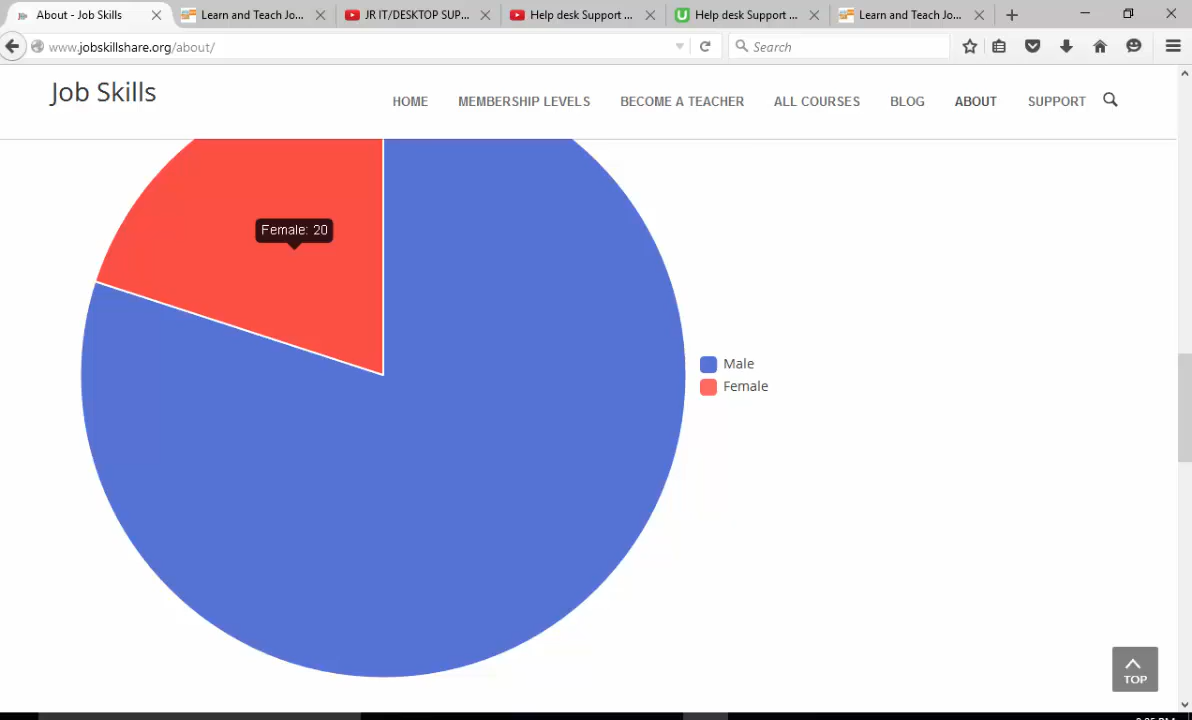 About - Job Skills
Learn and Teach Jo...
JR IT/DESKTOP SUP...
Help desk Support ...
Help desk Support ...
Learn and Teach Jo...
www.jobskillshare.org/about/
Search
Job Skills
HOME
MEMBERSHIP LEVELS
BECOME A TEACHER
ALL COURSES
BLOG
ABOUT
SUPPORT
Female: 20
Male
Female
TOP